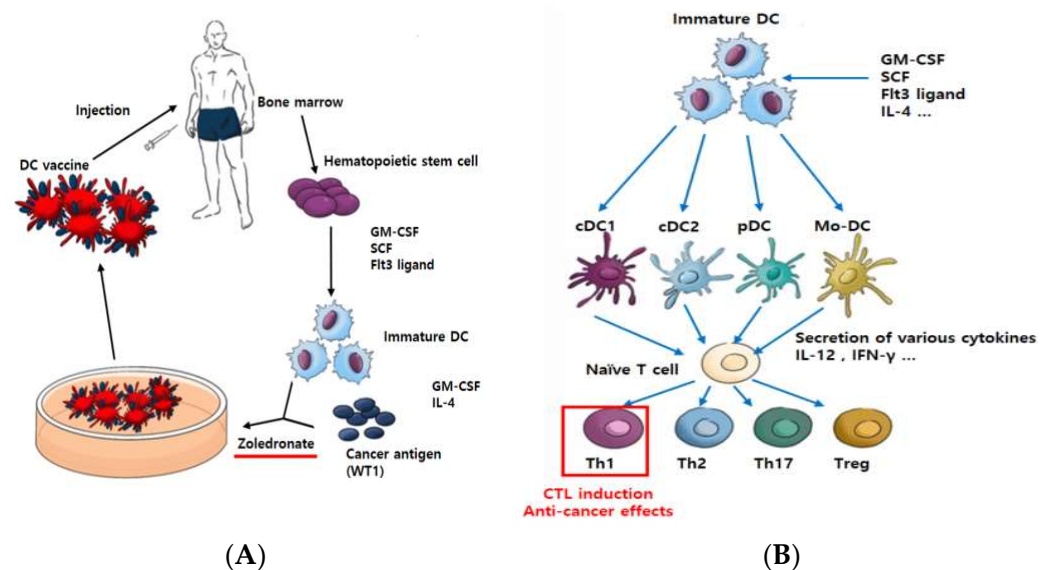 Injection
Bone marrow
DC vaccine
Hematopoietic stem cell
GM-CSF
SCF
Flt3 ligand
Immature DC
GM-CSF
IL-4
Zoledronate
Cancer antigen
(WT1)
(A)
Immature DC
GM-CSF
SCF
Flt3 ligand
IL-4 ...
cDC1
cDC2
pDC
Mo-DC
Secretion of various cytokines
IL-12 , IFN-γ ...
Naïve T cell
Th1
Th2
Th17
Treg
CTL induction
Anti-cancer effects
(B)